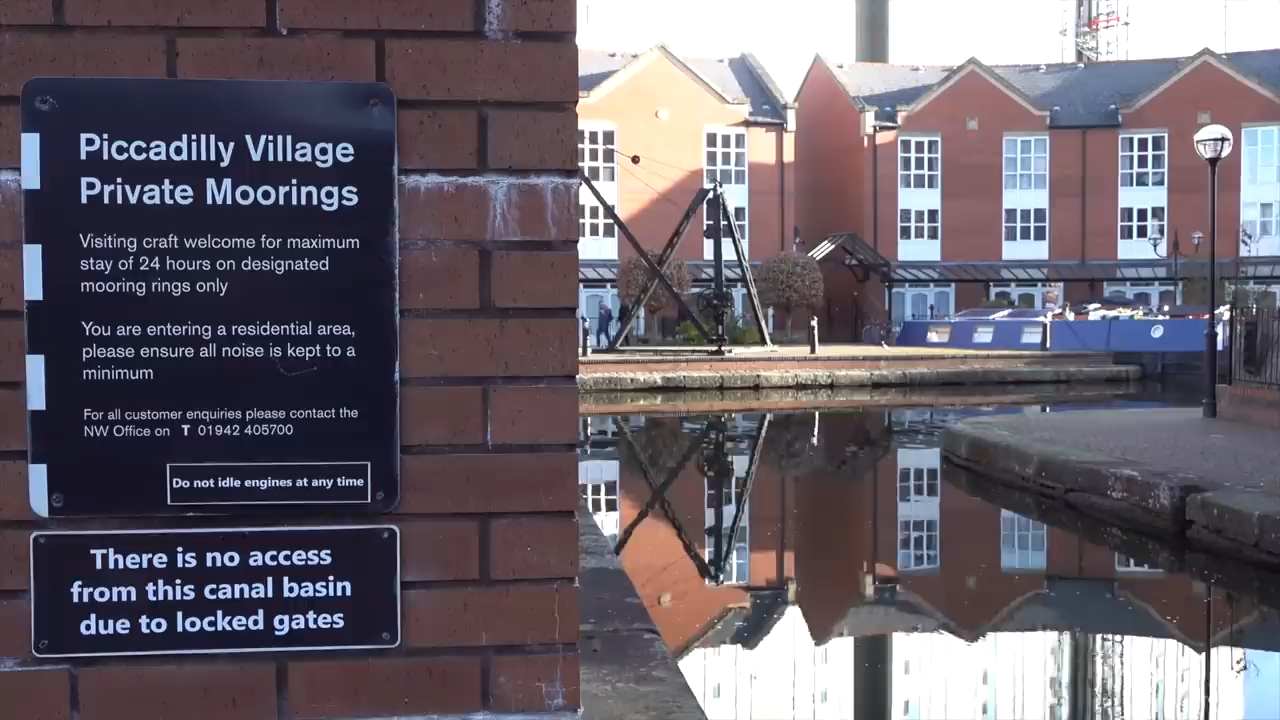 Piccadilly Village
Private Moorings
Visiting craft welcome for maximum
stay of 24 hours on designated
mooring rings only
You are entering a residential area,
please ensure all noise is kept to a
minimum
For all customer enquiries please contact the
NW Office on T 01942 405700
Do not idle engines at any time
There is no access
from this canal basin
due to locked gates